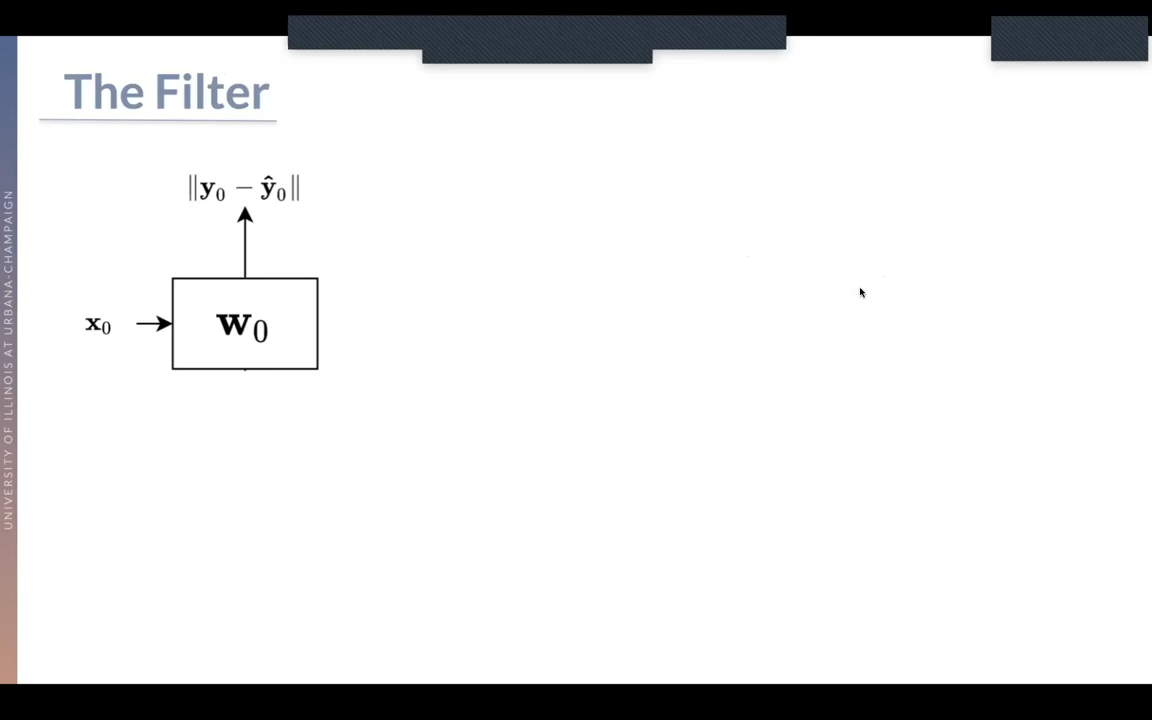 The Filter
‖y₀ − ŷ₀‖
x₀
w₀
UNIVERSITY OF ILLINOIS AT URBANA-CHAMPAIGN